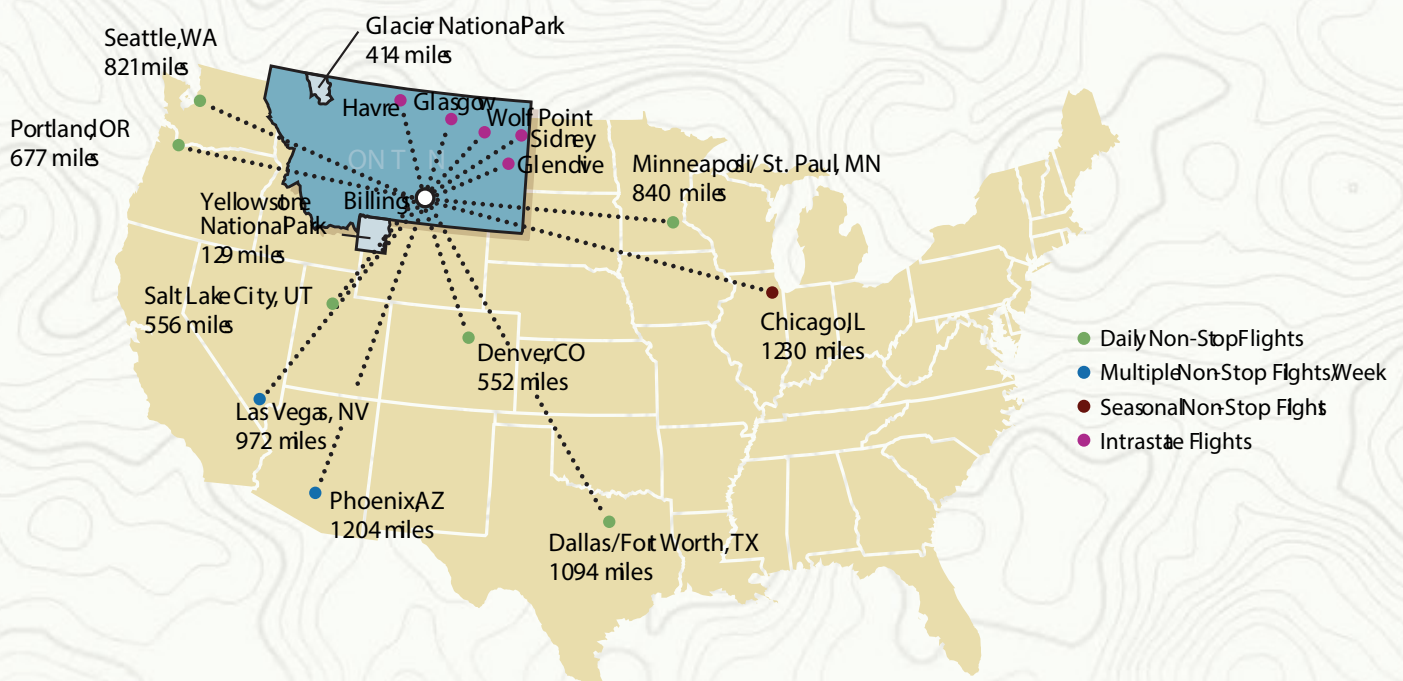 Glacier National Park
414 miles
Seattle, WA
821 miles
Portland, OR
677 miles
Havre
Glasgow
Wolf Point
Sidney
Glendive
ON T N
Billings
Yellowstone
National Park
129 miles
Minneapolis/ St. Paul, MN
840 miles
Salt Lake City, UT
556 miles
Chicago, IL
1230 miles
Denver, CO
552 miles
Las Vegas, NV
972 miles
Phoenix, AZ
1204 miles
Dallas/Fort Worth, TX
1094 miles
Daily Non-Stop Flights
Multiple Non-Stop Flights/Week
Seasonal Non-Stop Flights
Intrastate Flights